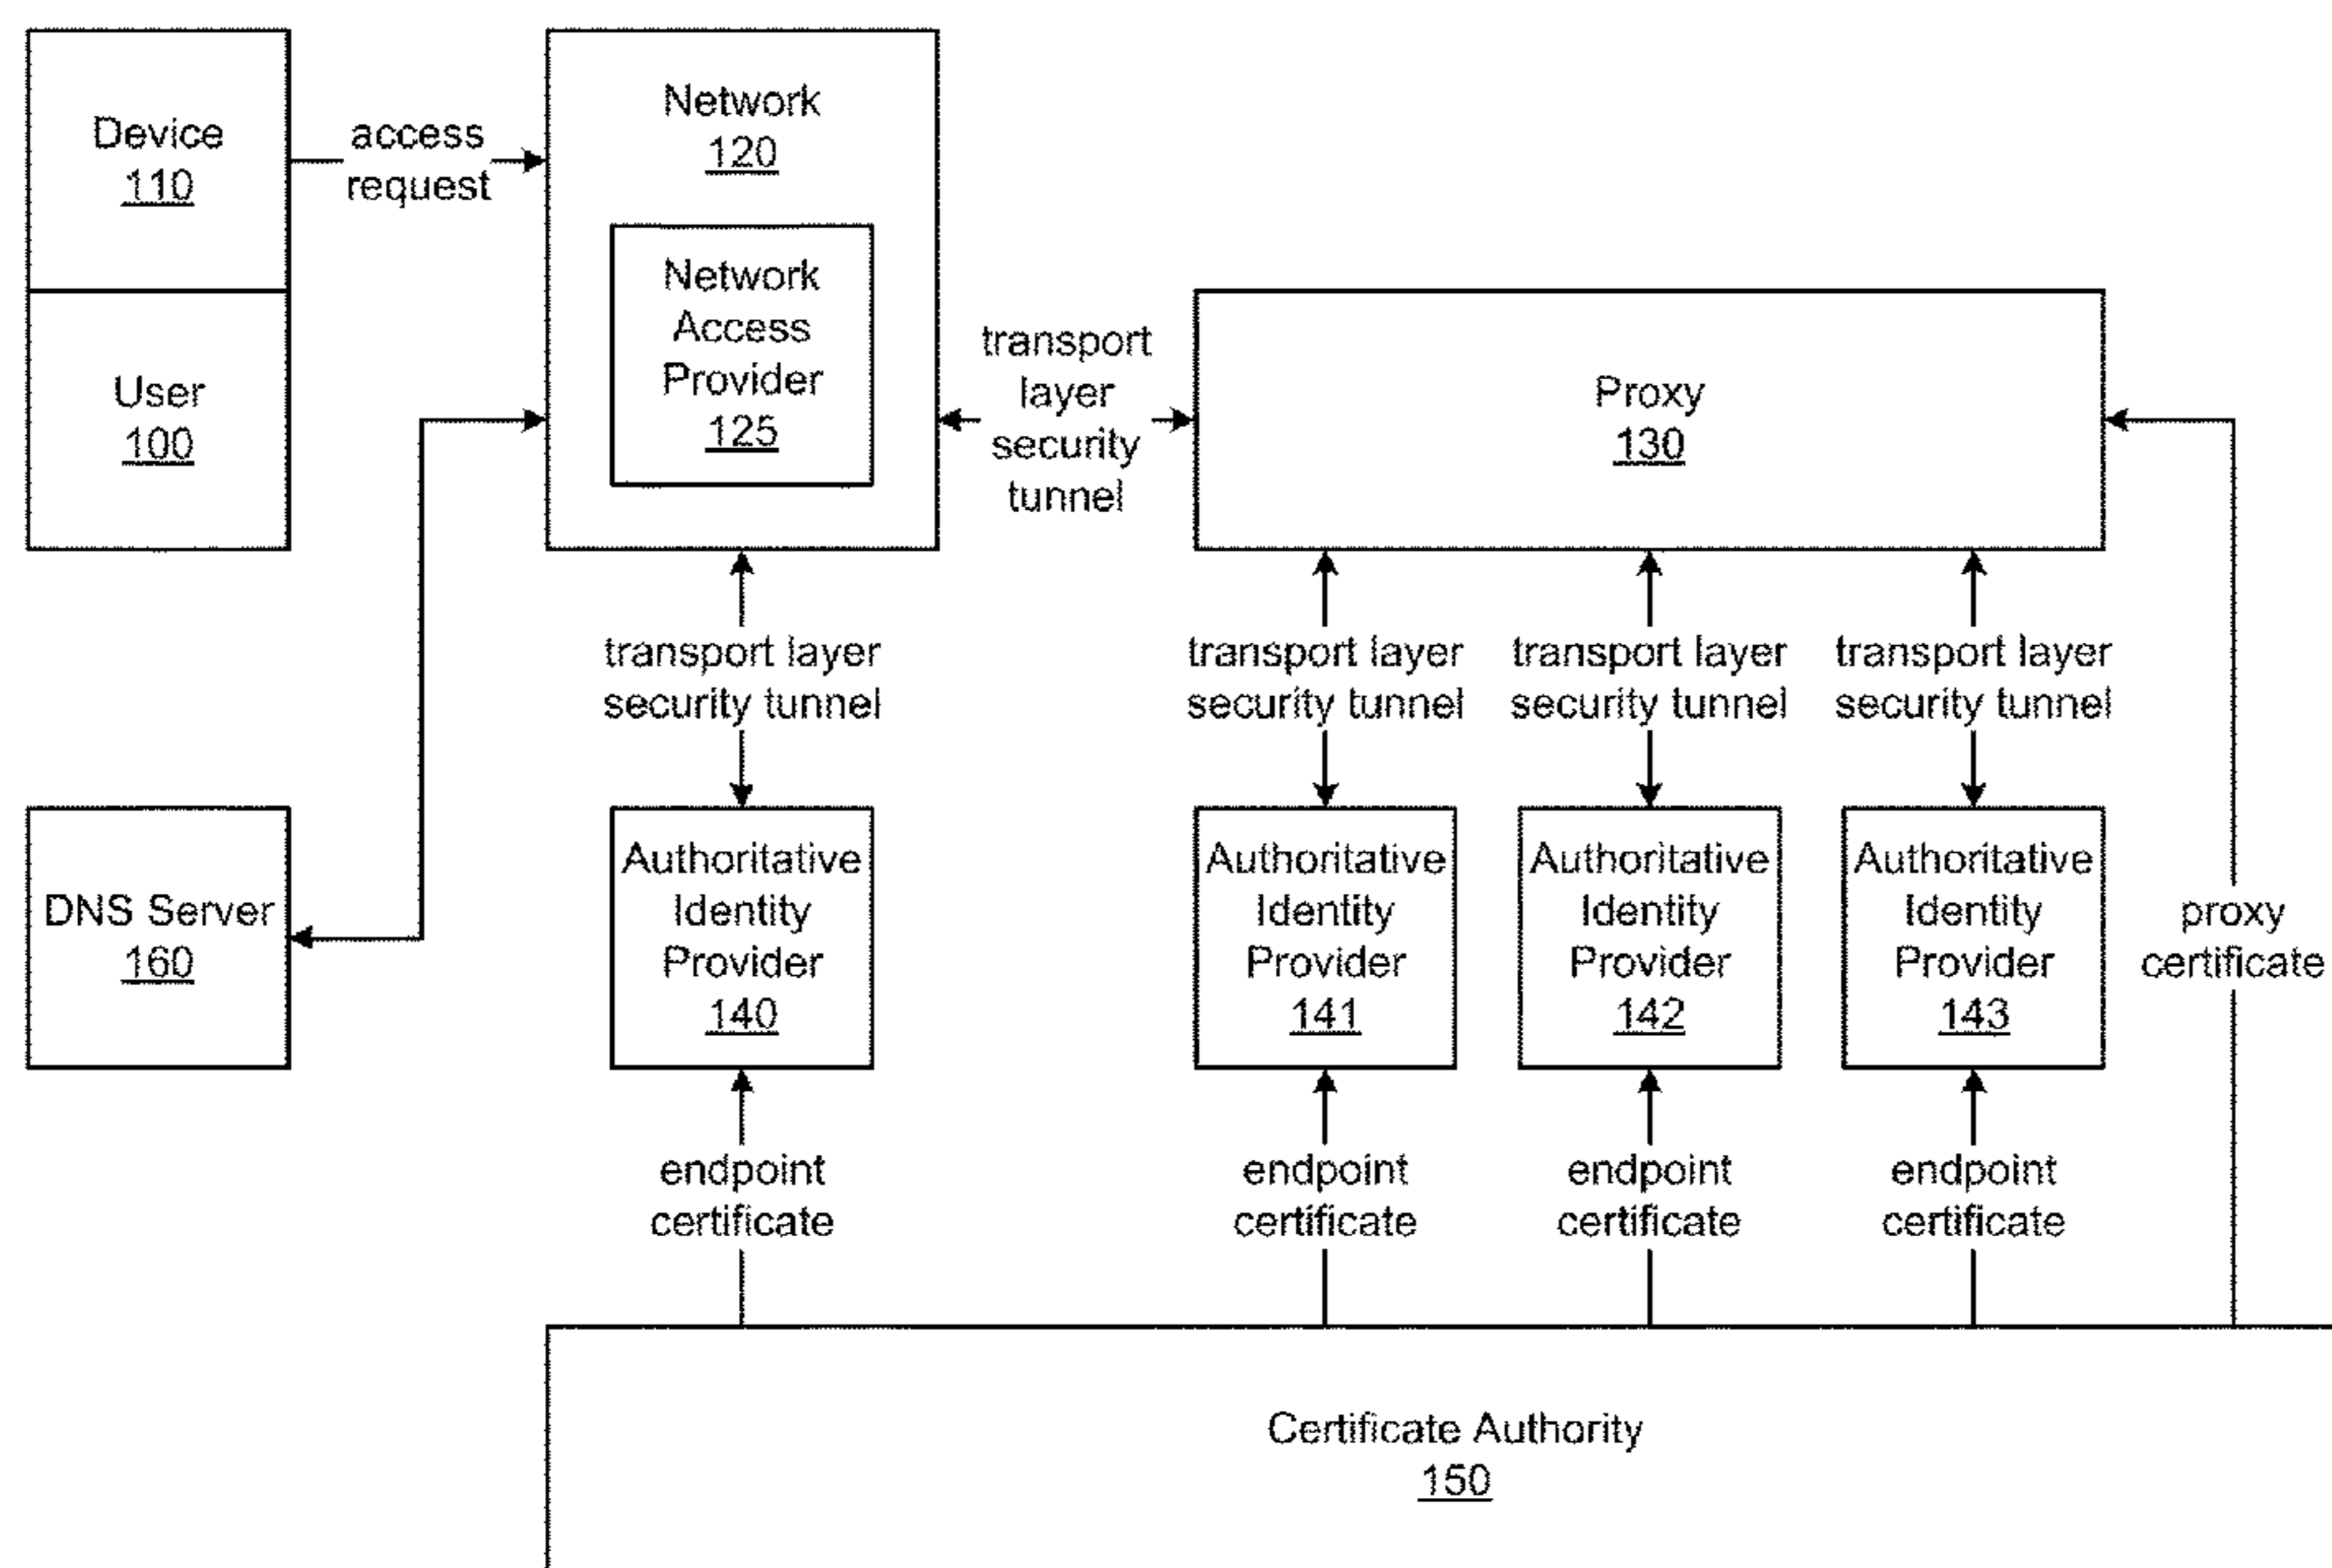 Device
110
access
request
Network
120
Network
Access
Provider
125
User
100
transport
layer
security
tunnel
Proxy
130
transport layer
security tunnel
transport layer
security tunnel
transport layer
security tunnel
transport layer
security tunnel
DNS Server
160
Authoritative
Identity
Provider
140
Authoritative
Identity
Provider
141
Authoritative
Identity
Provider
142
Authoritative
Identity
Provider
143
proxy
certificate
endpoint
certificate
endpoint
certificate
endpoint
certificate
endpoint
certificate
Certificate Authority
150